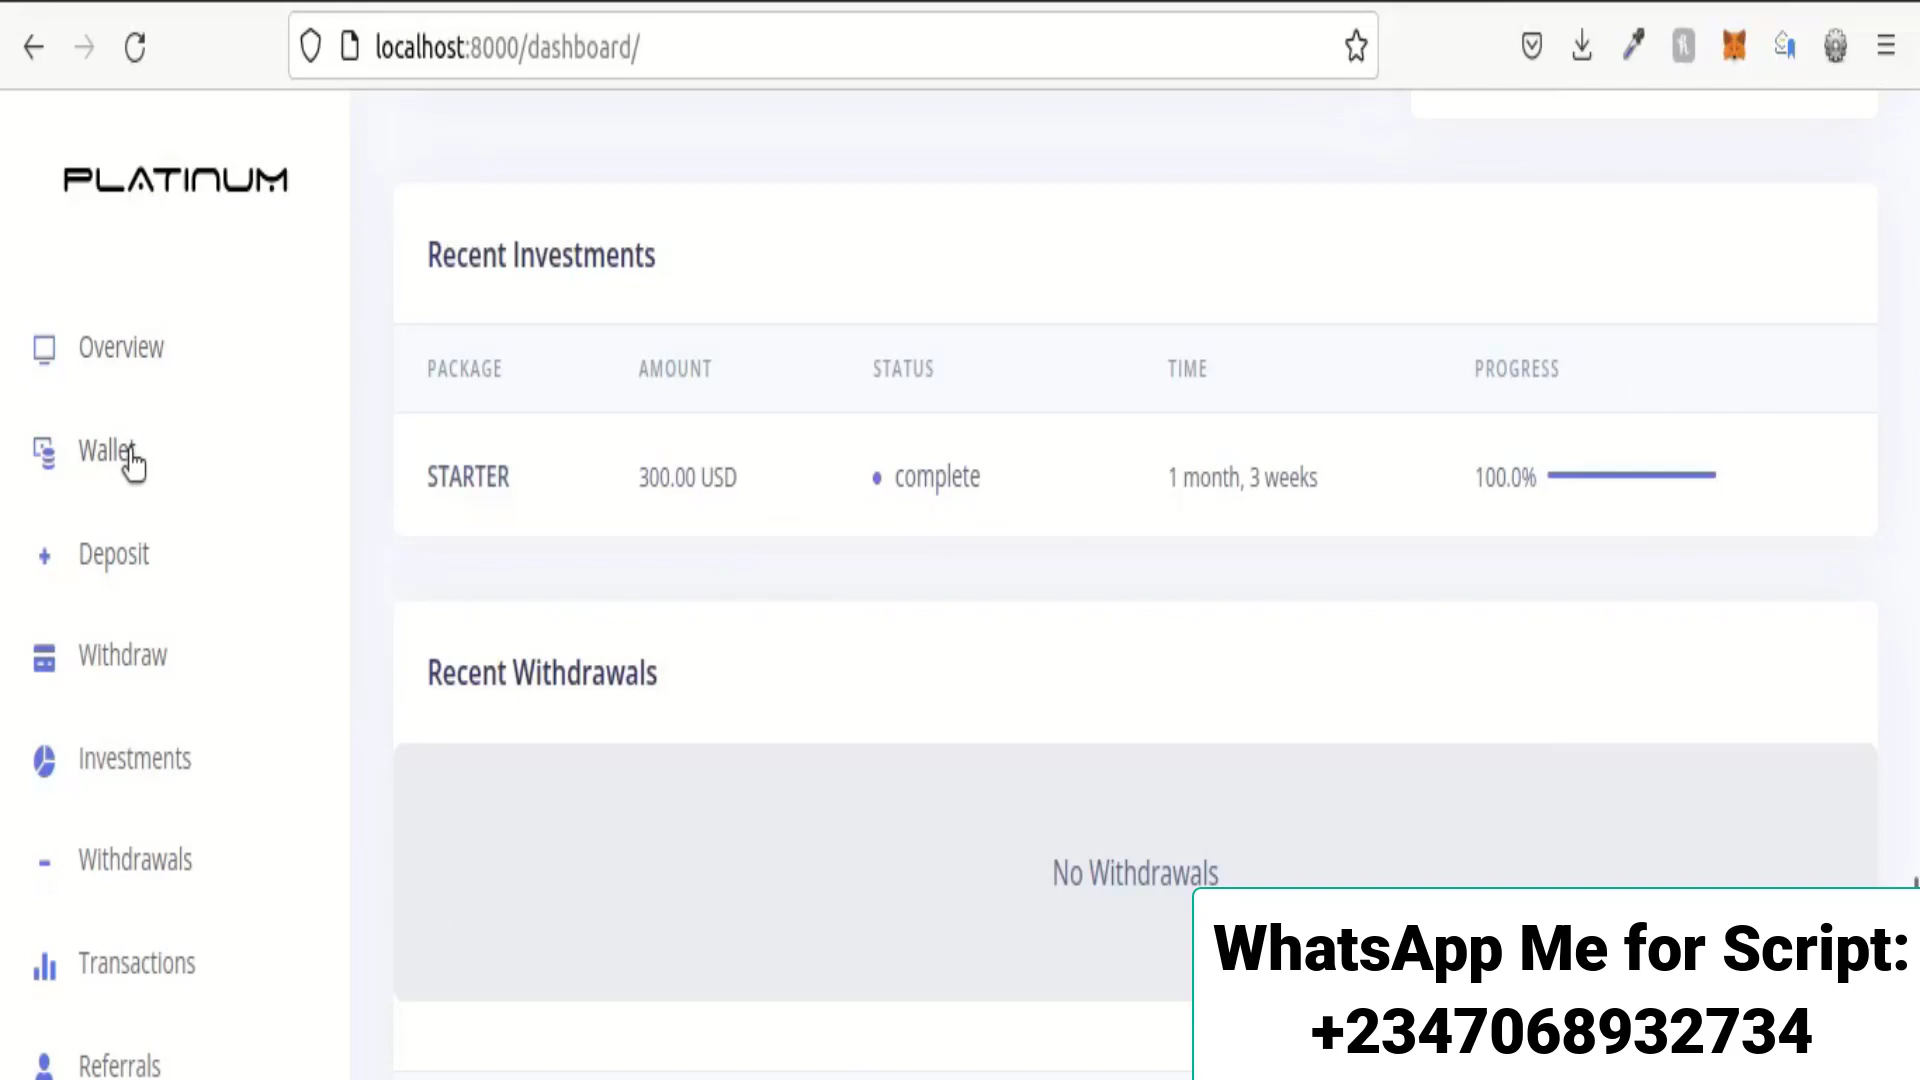 localhost:8000/dashboard/
PLATINUM
Overview
Wallet
Deposit
Withdraw
Investments
Withdrawals
Transactions
Referrals
Recent Investments
PACKAGE AMOUNT STATUS TIME PROGRESS
STARTER 300.00 USD complete 1 month, 3 weeks 100.0%
Recent Withdrawals
No Withdrawals
WhatsApp Me for Script:
+2347068932734